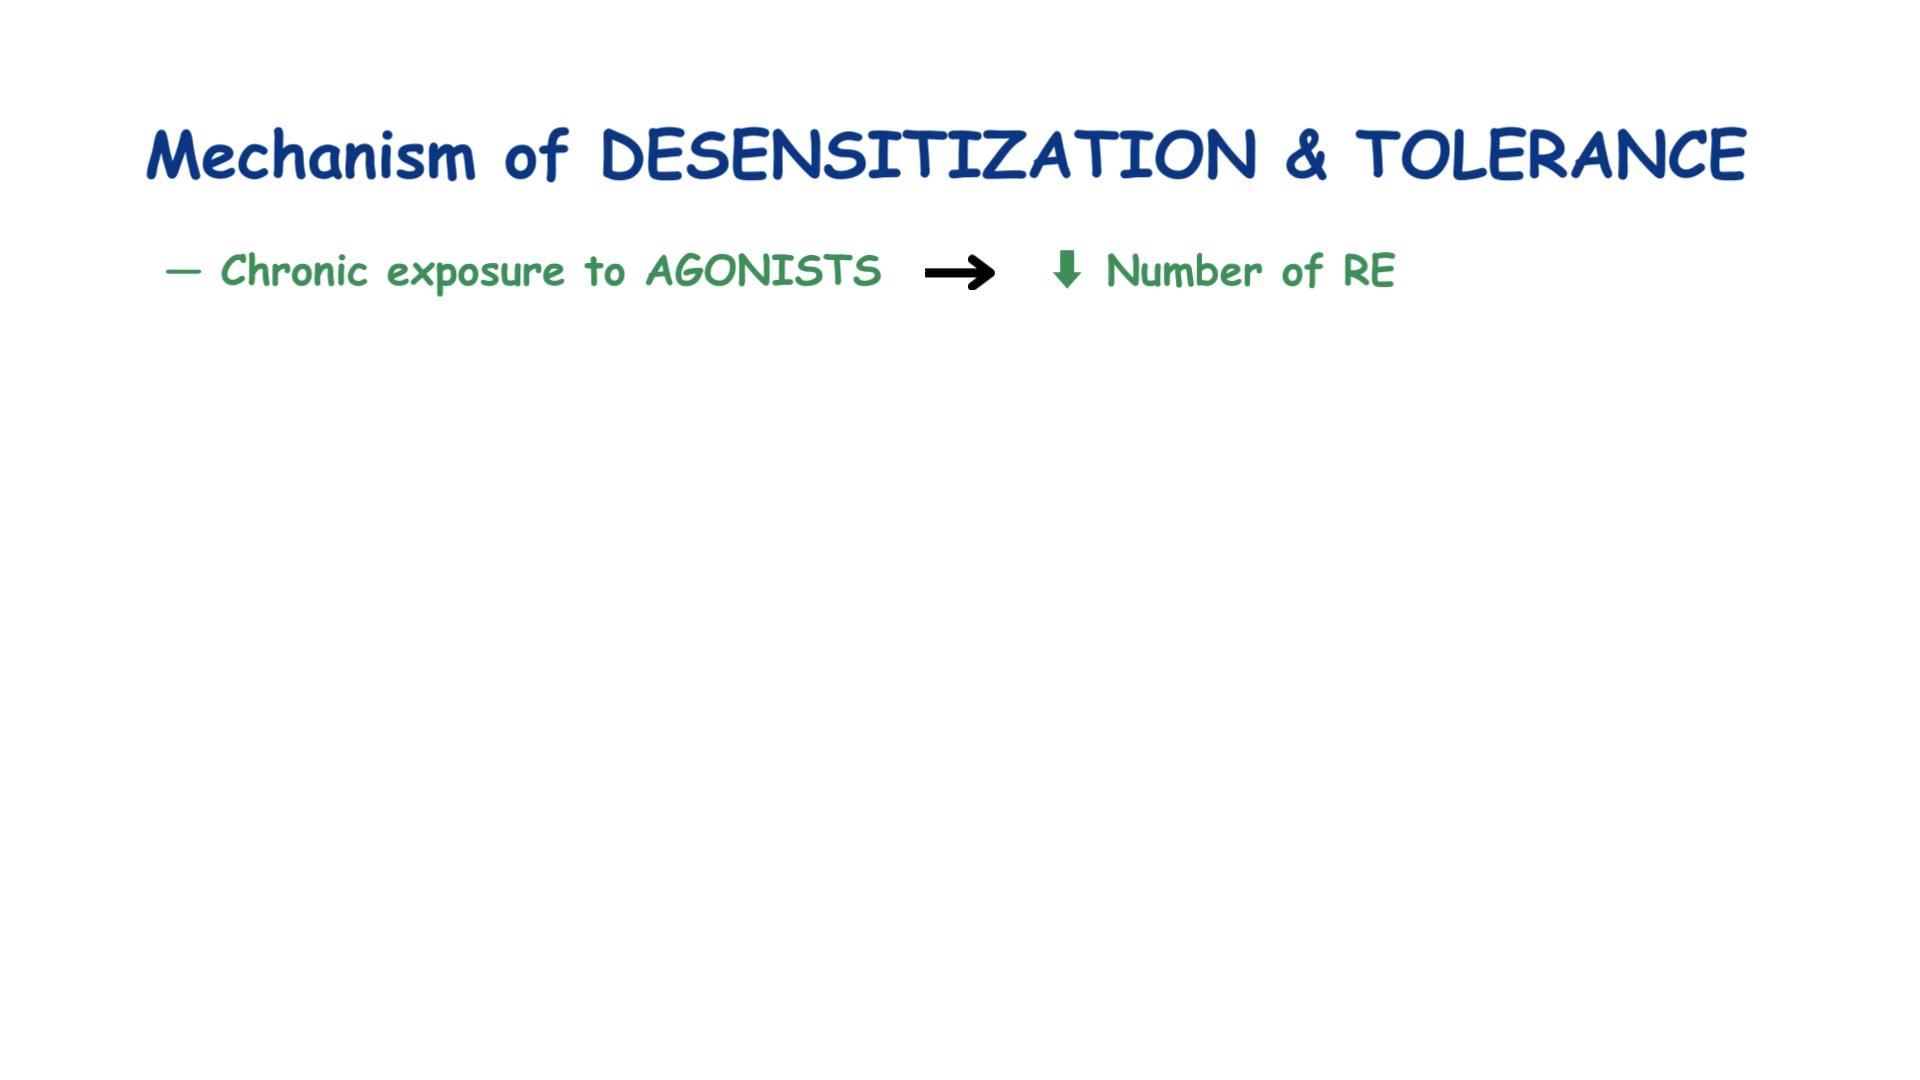 Mechanism of DESENSITIZATION & TOLERANCE
— Chronic exposure to AGONISTS → ⬇ Number of RE